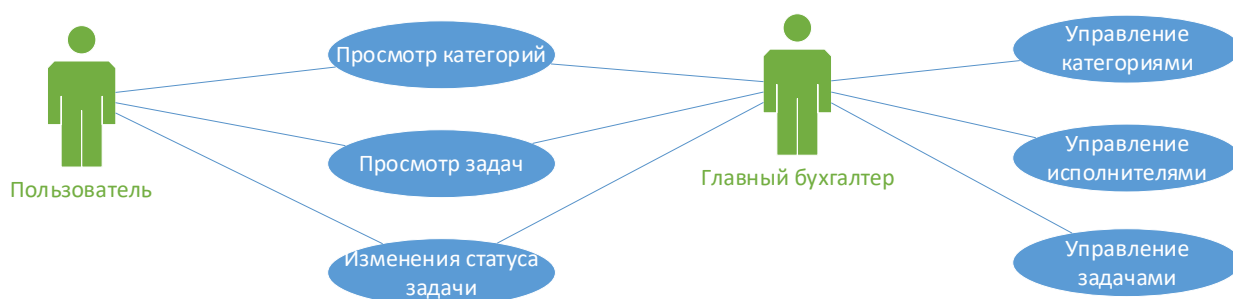 Просмотр категорий
Управление
категориями
Просмотр задач
Управление
исполнителями
Пользователь
Главный бухгалтер
Изменения статуса
задачи
Управление
задачами